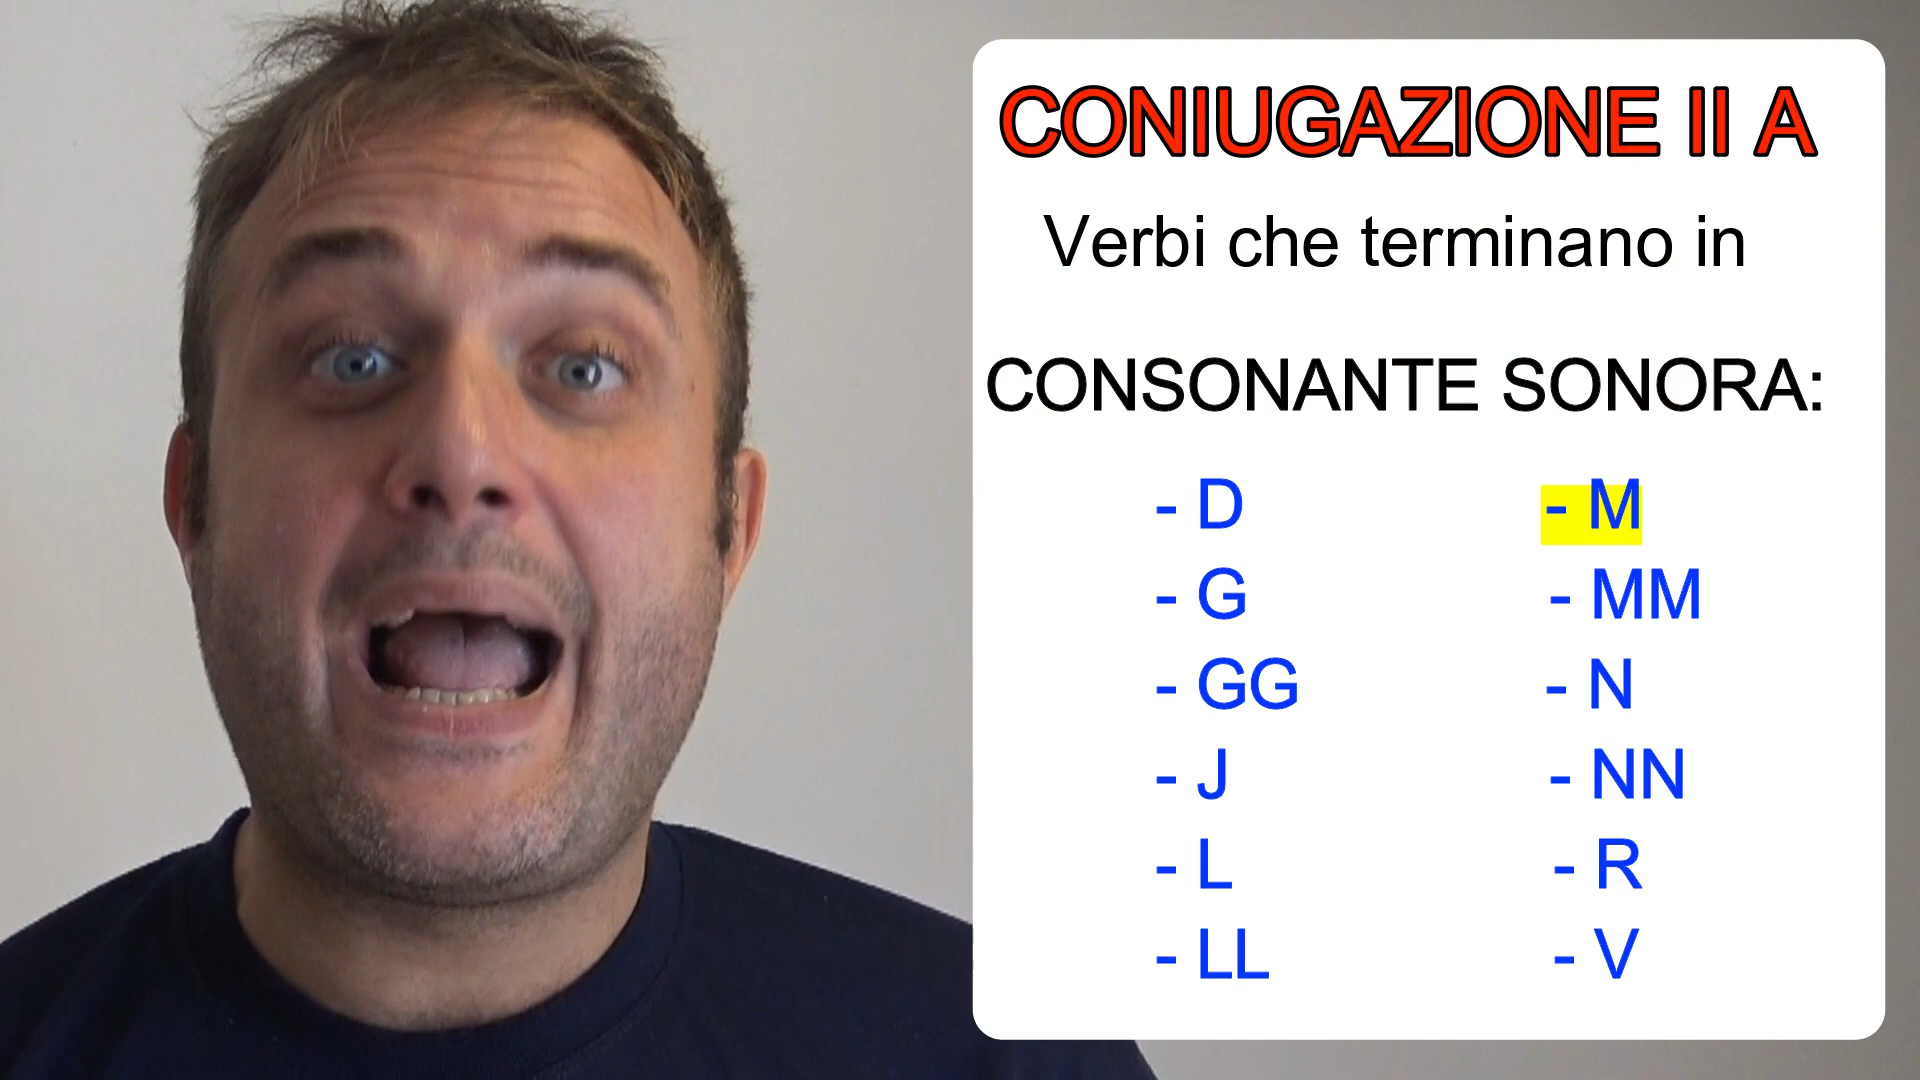 CONIUGAZIONE II A
Verbi che terminano in
CONSONANTE SONORA:
- D
- G
- GG
- J
- L
- LL
- M
- MM
- N
- NN
- R
- V